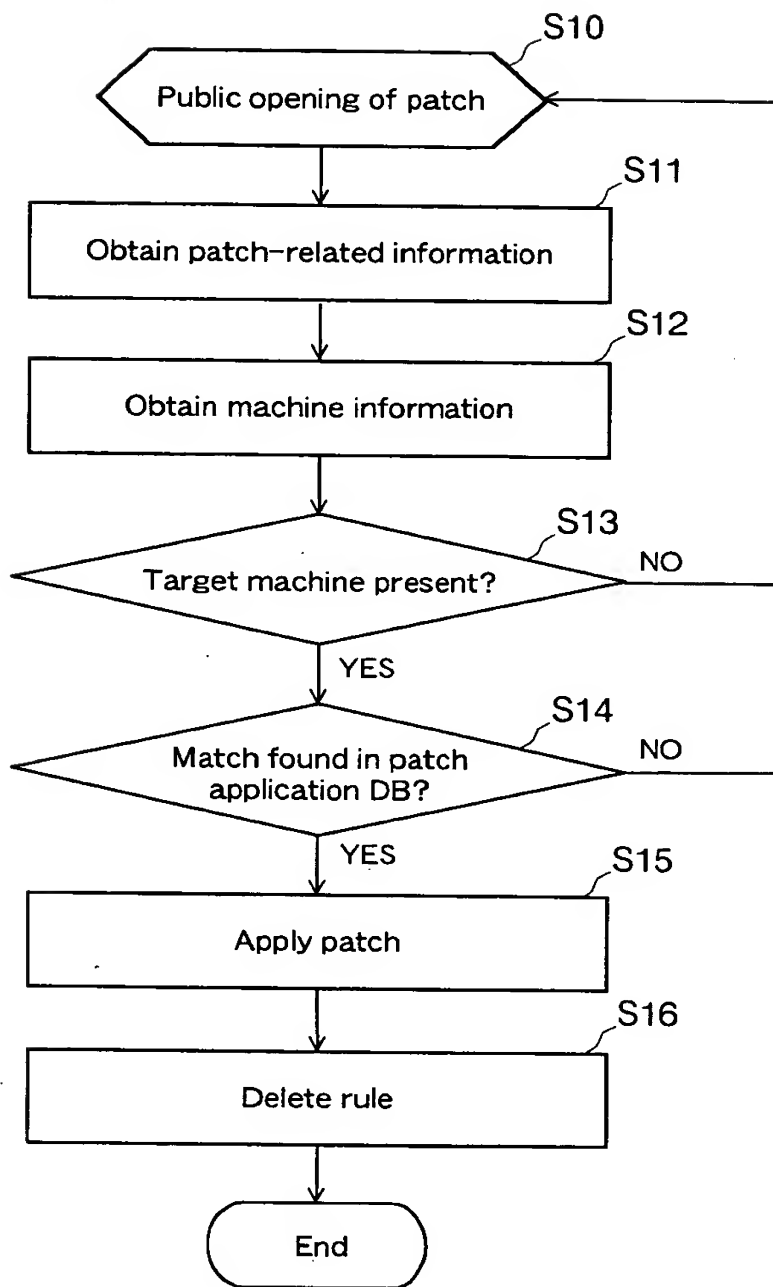 S10
Public opening of patch
S11
Obtain patch-related information
S12
Obtain machine information
S13
Target machine present?
NO
YES
S14
Match found in patch
application DB?
NO
YES
S15
Apply patch
S16
Delete rule
End